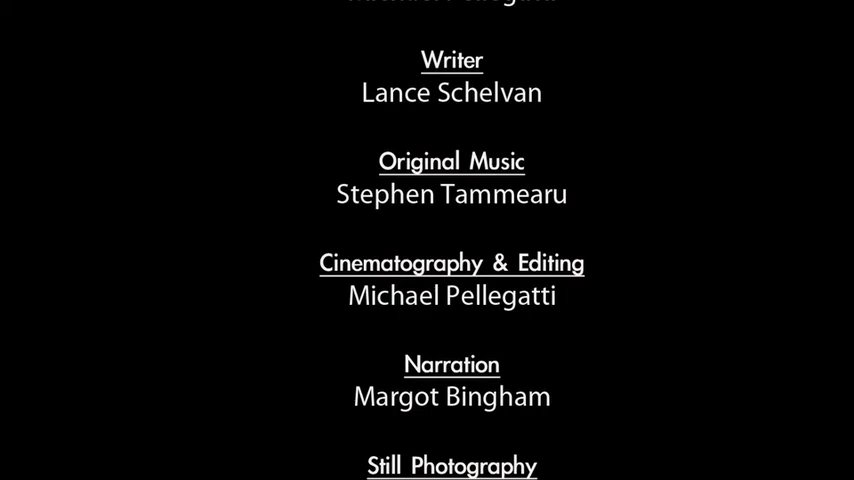 Writer
Lance Schelvan
Original Music
Stephen Tammearu
Cinematography & Editing
Michael Pellegatti
Narration
Margot Bingham
Still Photography